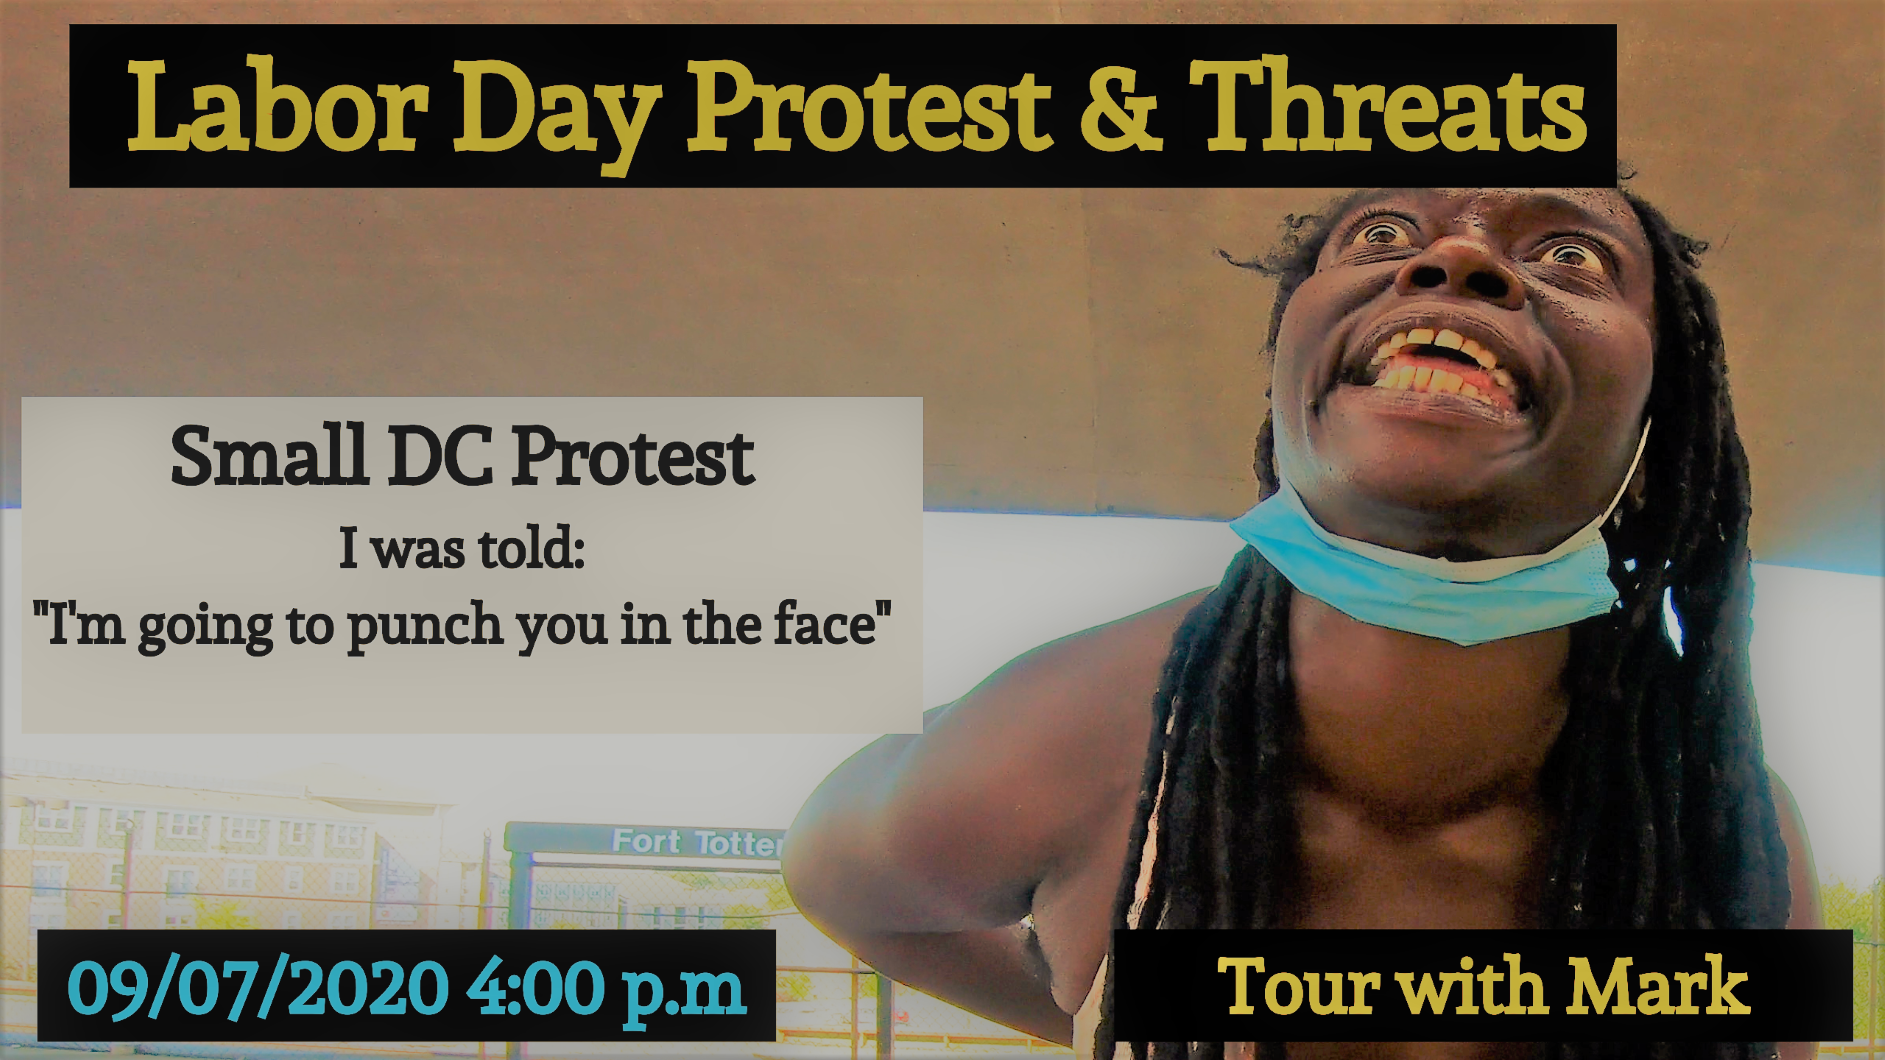 Labor Day Protest & Threats
Small DC Protest
I was told:
"I'm going to punch you in the face"
Fort Totten
09/07/2020 4:00 p.m
Tour with Mark